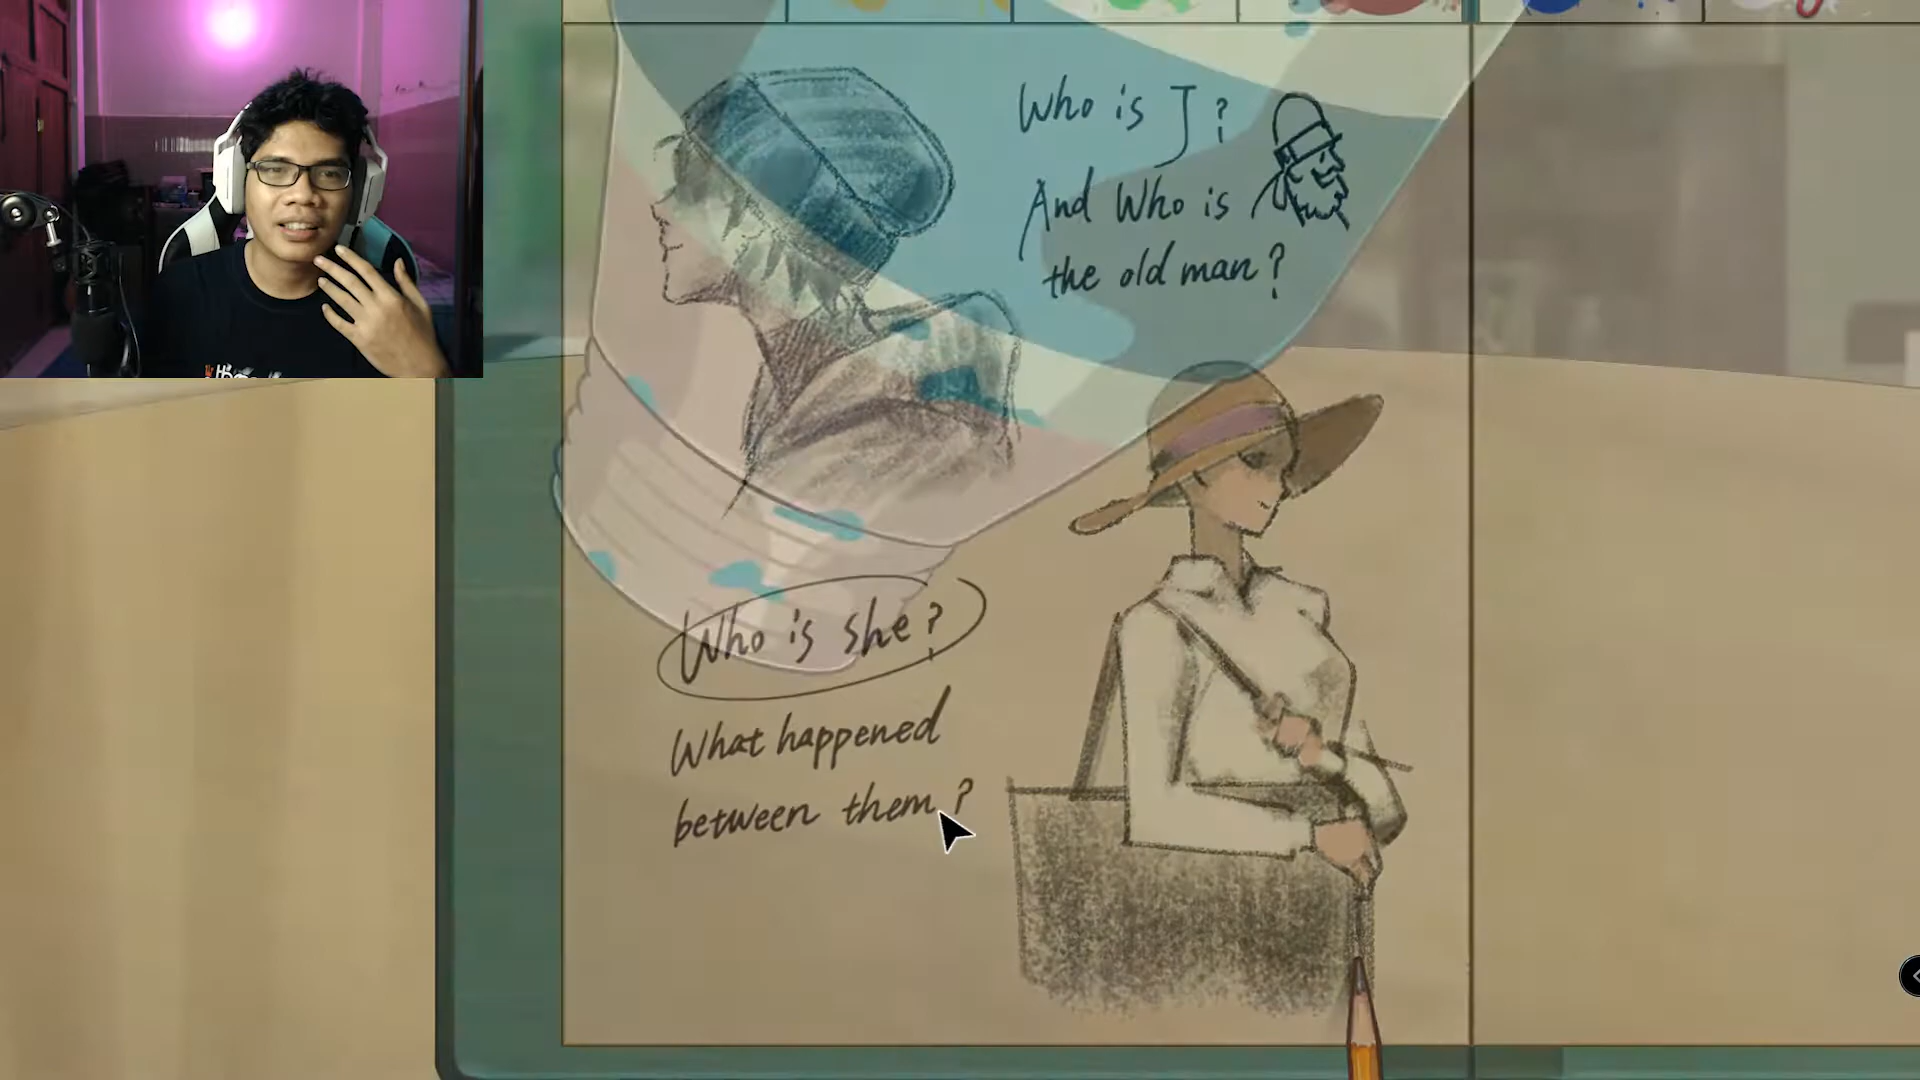 Who is J?
And Who is
the old man?
Who is she?
What happened
between them?